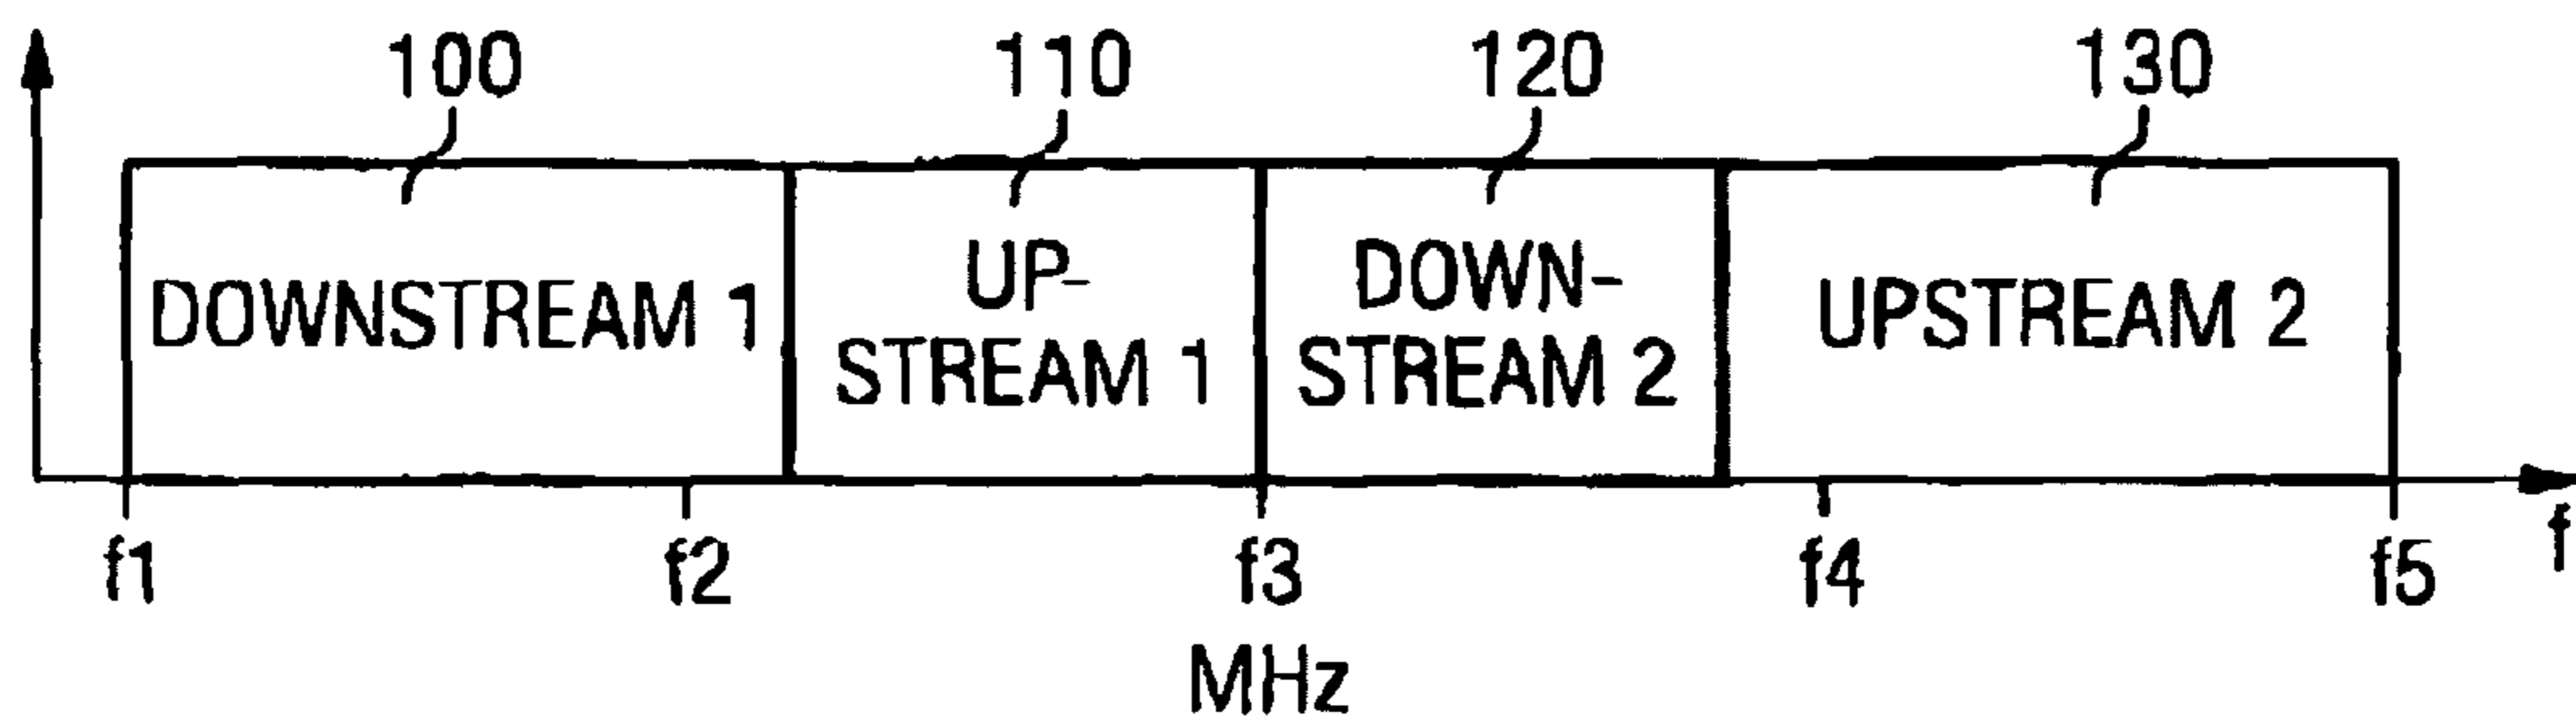 100 110 120 130
DOWNSTREAM 1
UP-
STREAM 1
DOWN-
STREAM 2
UPSTREAM 2
f1 f2 f3 f4 f5 f
MHz